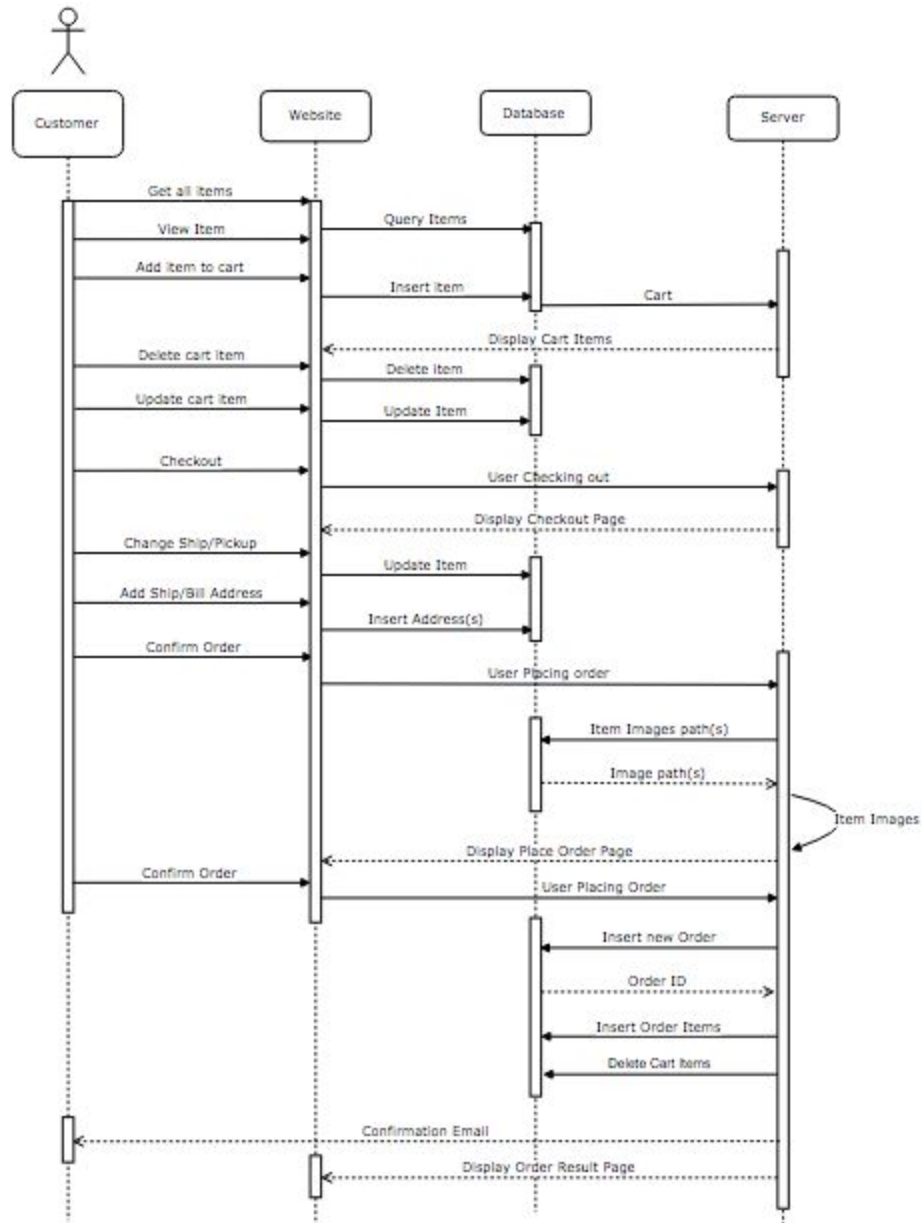 Customer
Website
Database
Server
Get all items
View Item
Query Items
Add item to cart
Insert item
Cart
Display Cart Items
Delete cart item
Delete item
Update cart item
Update Item
Checkout
User Checking out
Display Checkout Page
Change Ship/Pickup
Update Item
Add Ship/Bill Address
Insert Address(s)
Confirm Order
User Placing order
Item Images path(s)
Image path(s)
Item Images
Display Place Order Page
Confirm Order
User Placing Order
Insert new Order
Order ID
Insert Order Items
Delete Cart Items
Confirmation Email
Display Order Result Page